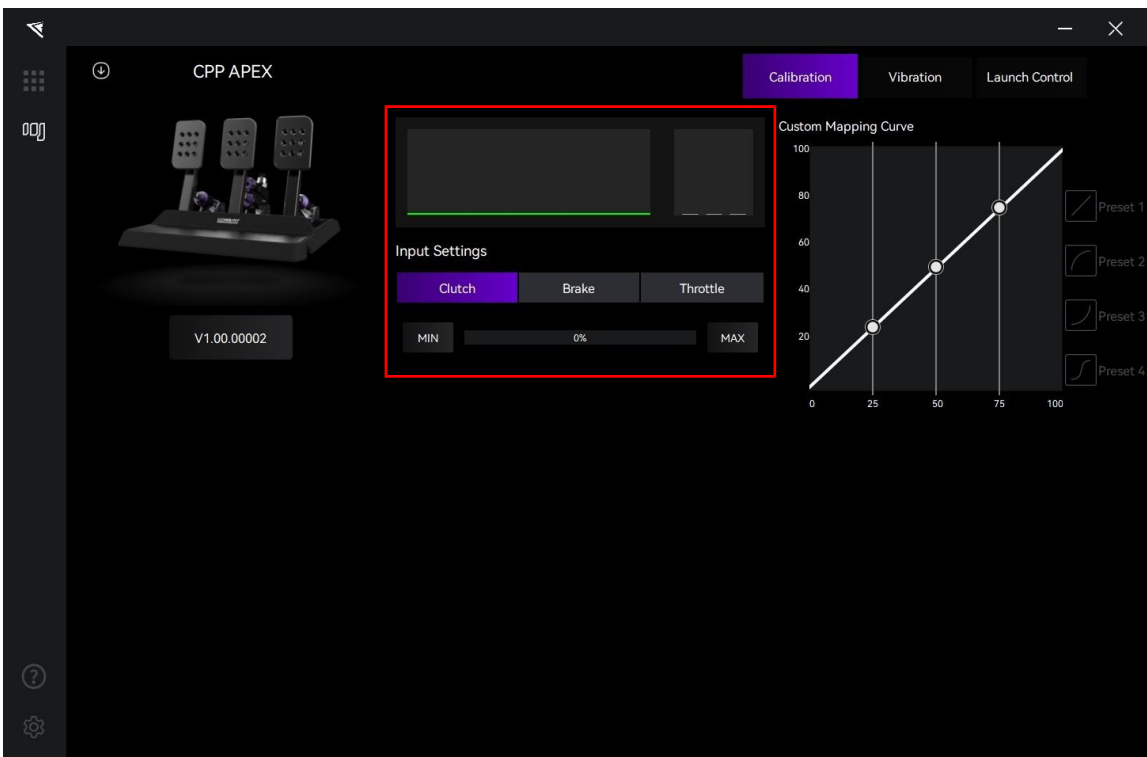 CPP APEX
Calibration Vibration Launch Control
Custom Mapping Curve
100
80
60
40
20
0 25 50 75 100
Preset 1
Preset 2
Preset 3
Preset 4
Input Settings
Clutch Brake Throttle
MIN 0% MAX
V1.00.00002
?